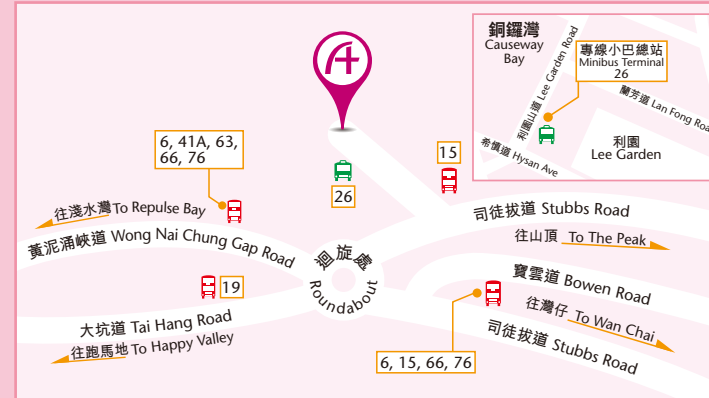 銅鑼灣
Causeway
Bay
利園山道 Lee Garden Road
專線小巴總站
Minibus Terminal
26
蘭芳道 Lan Fong Road
利園
Lee Garden
希慎道 Hysan Ave
6, 41A, 63,
66, 76
26
15
往淺水灣 To Repulse Bay
黃泥涌峽道 Wong Nai Chung Gap Road
司徒拔道 Stubbs Road
往山頂 To The Peak
迴旋處
Roundabout
19
寶雲道 Bowen Road
往灣仔 To Wan Chai
大坑道 Tai Hang Road
往跑馬地 To Happy Valley
司徒拔道 Stubbs Road
6, 15, 66, 76